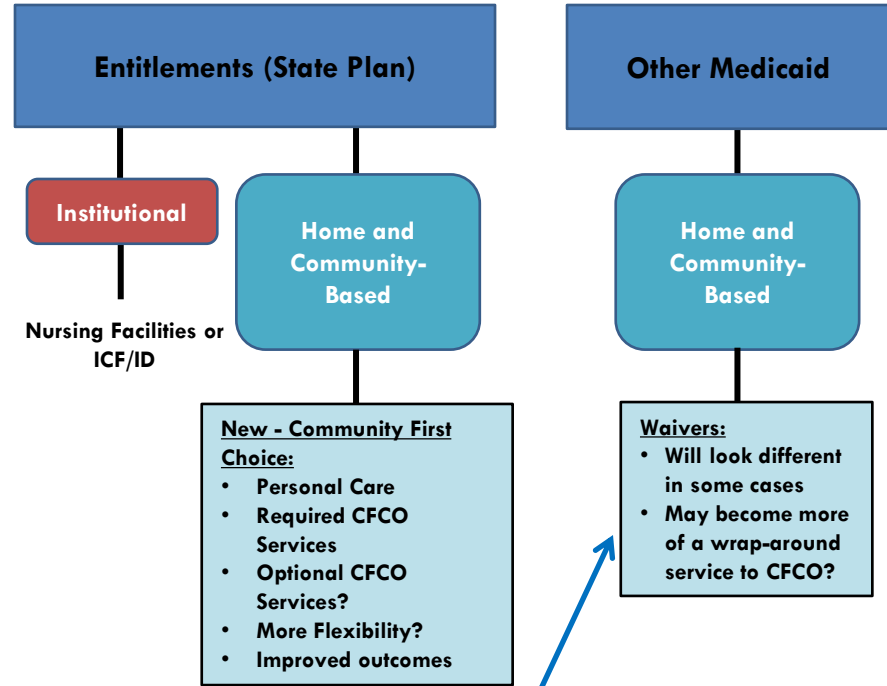 Entitlements (State Plan)
Other Medicaid
Institutional
Nursing Facilities or
ICF/ID
Home and
Community-
Based
Home and
Community-
Based
New - Community First
Choice:
• Personal Care
• Required CFCO
Services
• Optional CFCO
Services?
• More Flexibility?
• Improved outcomes
Waivers:
• Will look different
in some cases
• May become more
of a wrap-around
service to CFCO?